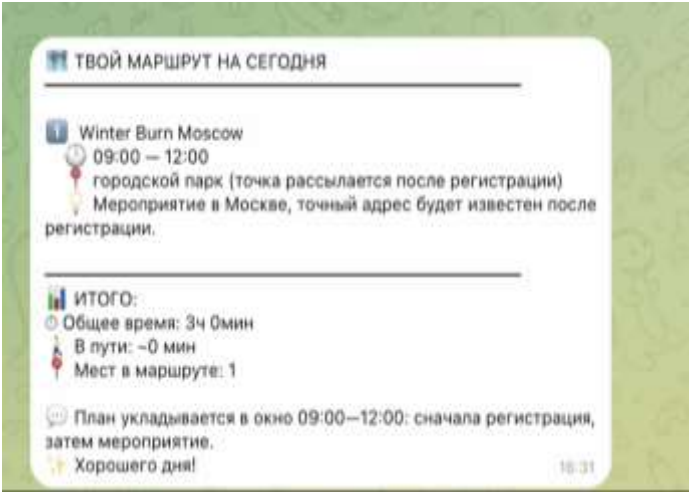 ТВОЙ МАРШРУТ НА СЕГОДНЯ
1 Winter Burn Moscow
09:00 — 12:00
городской парк (точка рассылается после регистрации)
Мероприятие в Москве, точный адрес будет известен после
регистрации.
ИТОГО:
Общее время: 3ч 0мин
В пути: ~0 мин
Мест в маршруте: 1
План укладывается в окно 09:00—12:00: сначала регистрация,
затем мероприятие.
Хорошего дня!
16:31